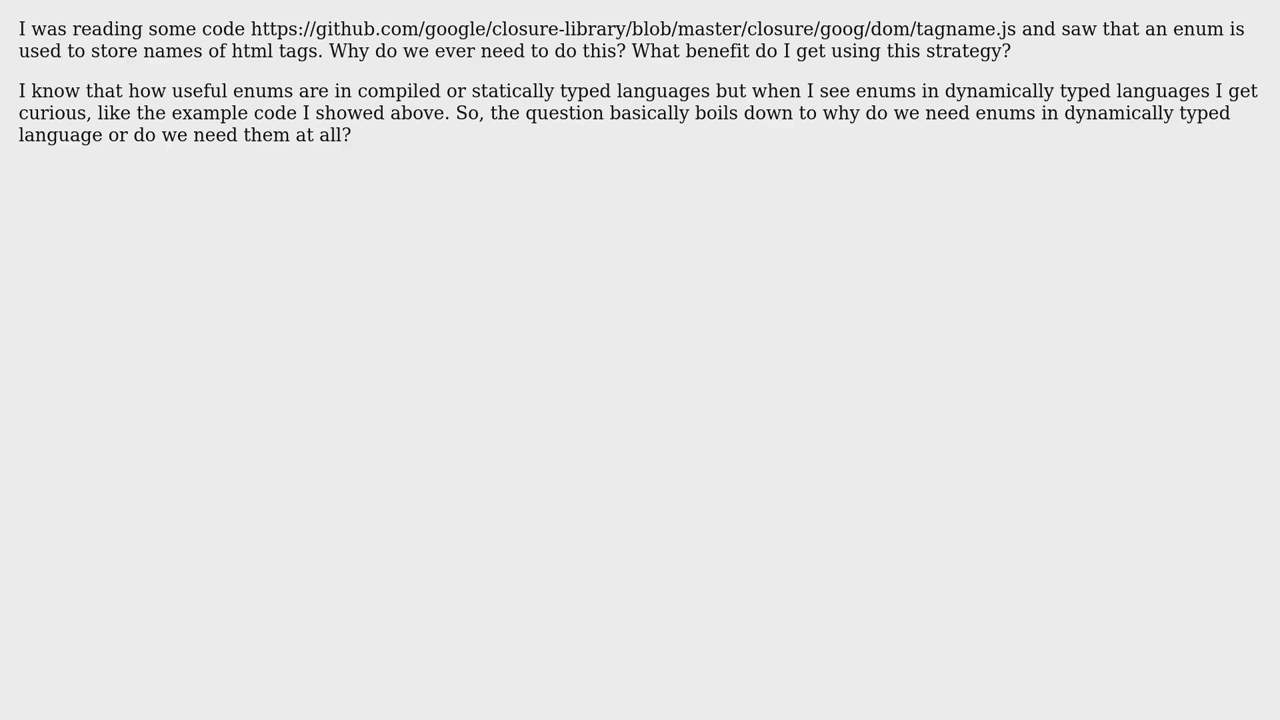 I was reading some code https://github.com/google/closure-library/blob/master/closure/goog/dom/tagname.js and saw that an enum is
used to store names of html tags. Why do we ever need to do this? What benefit do I get using this strategy?
I know that how useful enums are in compiled or statically typed languages but when I see enums in dynamically typed languages I get
curious, like the example code I showed above. So, the question basically boils down to why do we need enums in dynamically typed
language or do we need them at all?